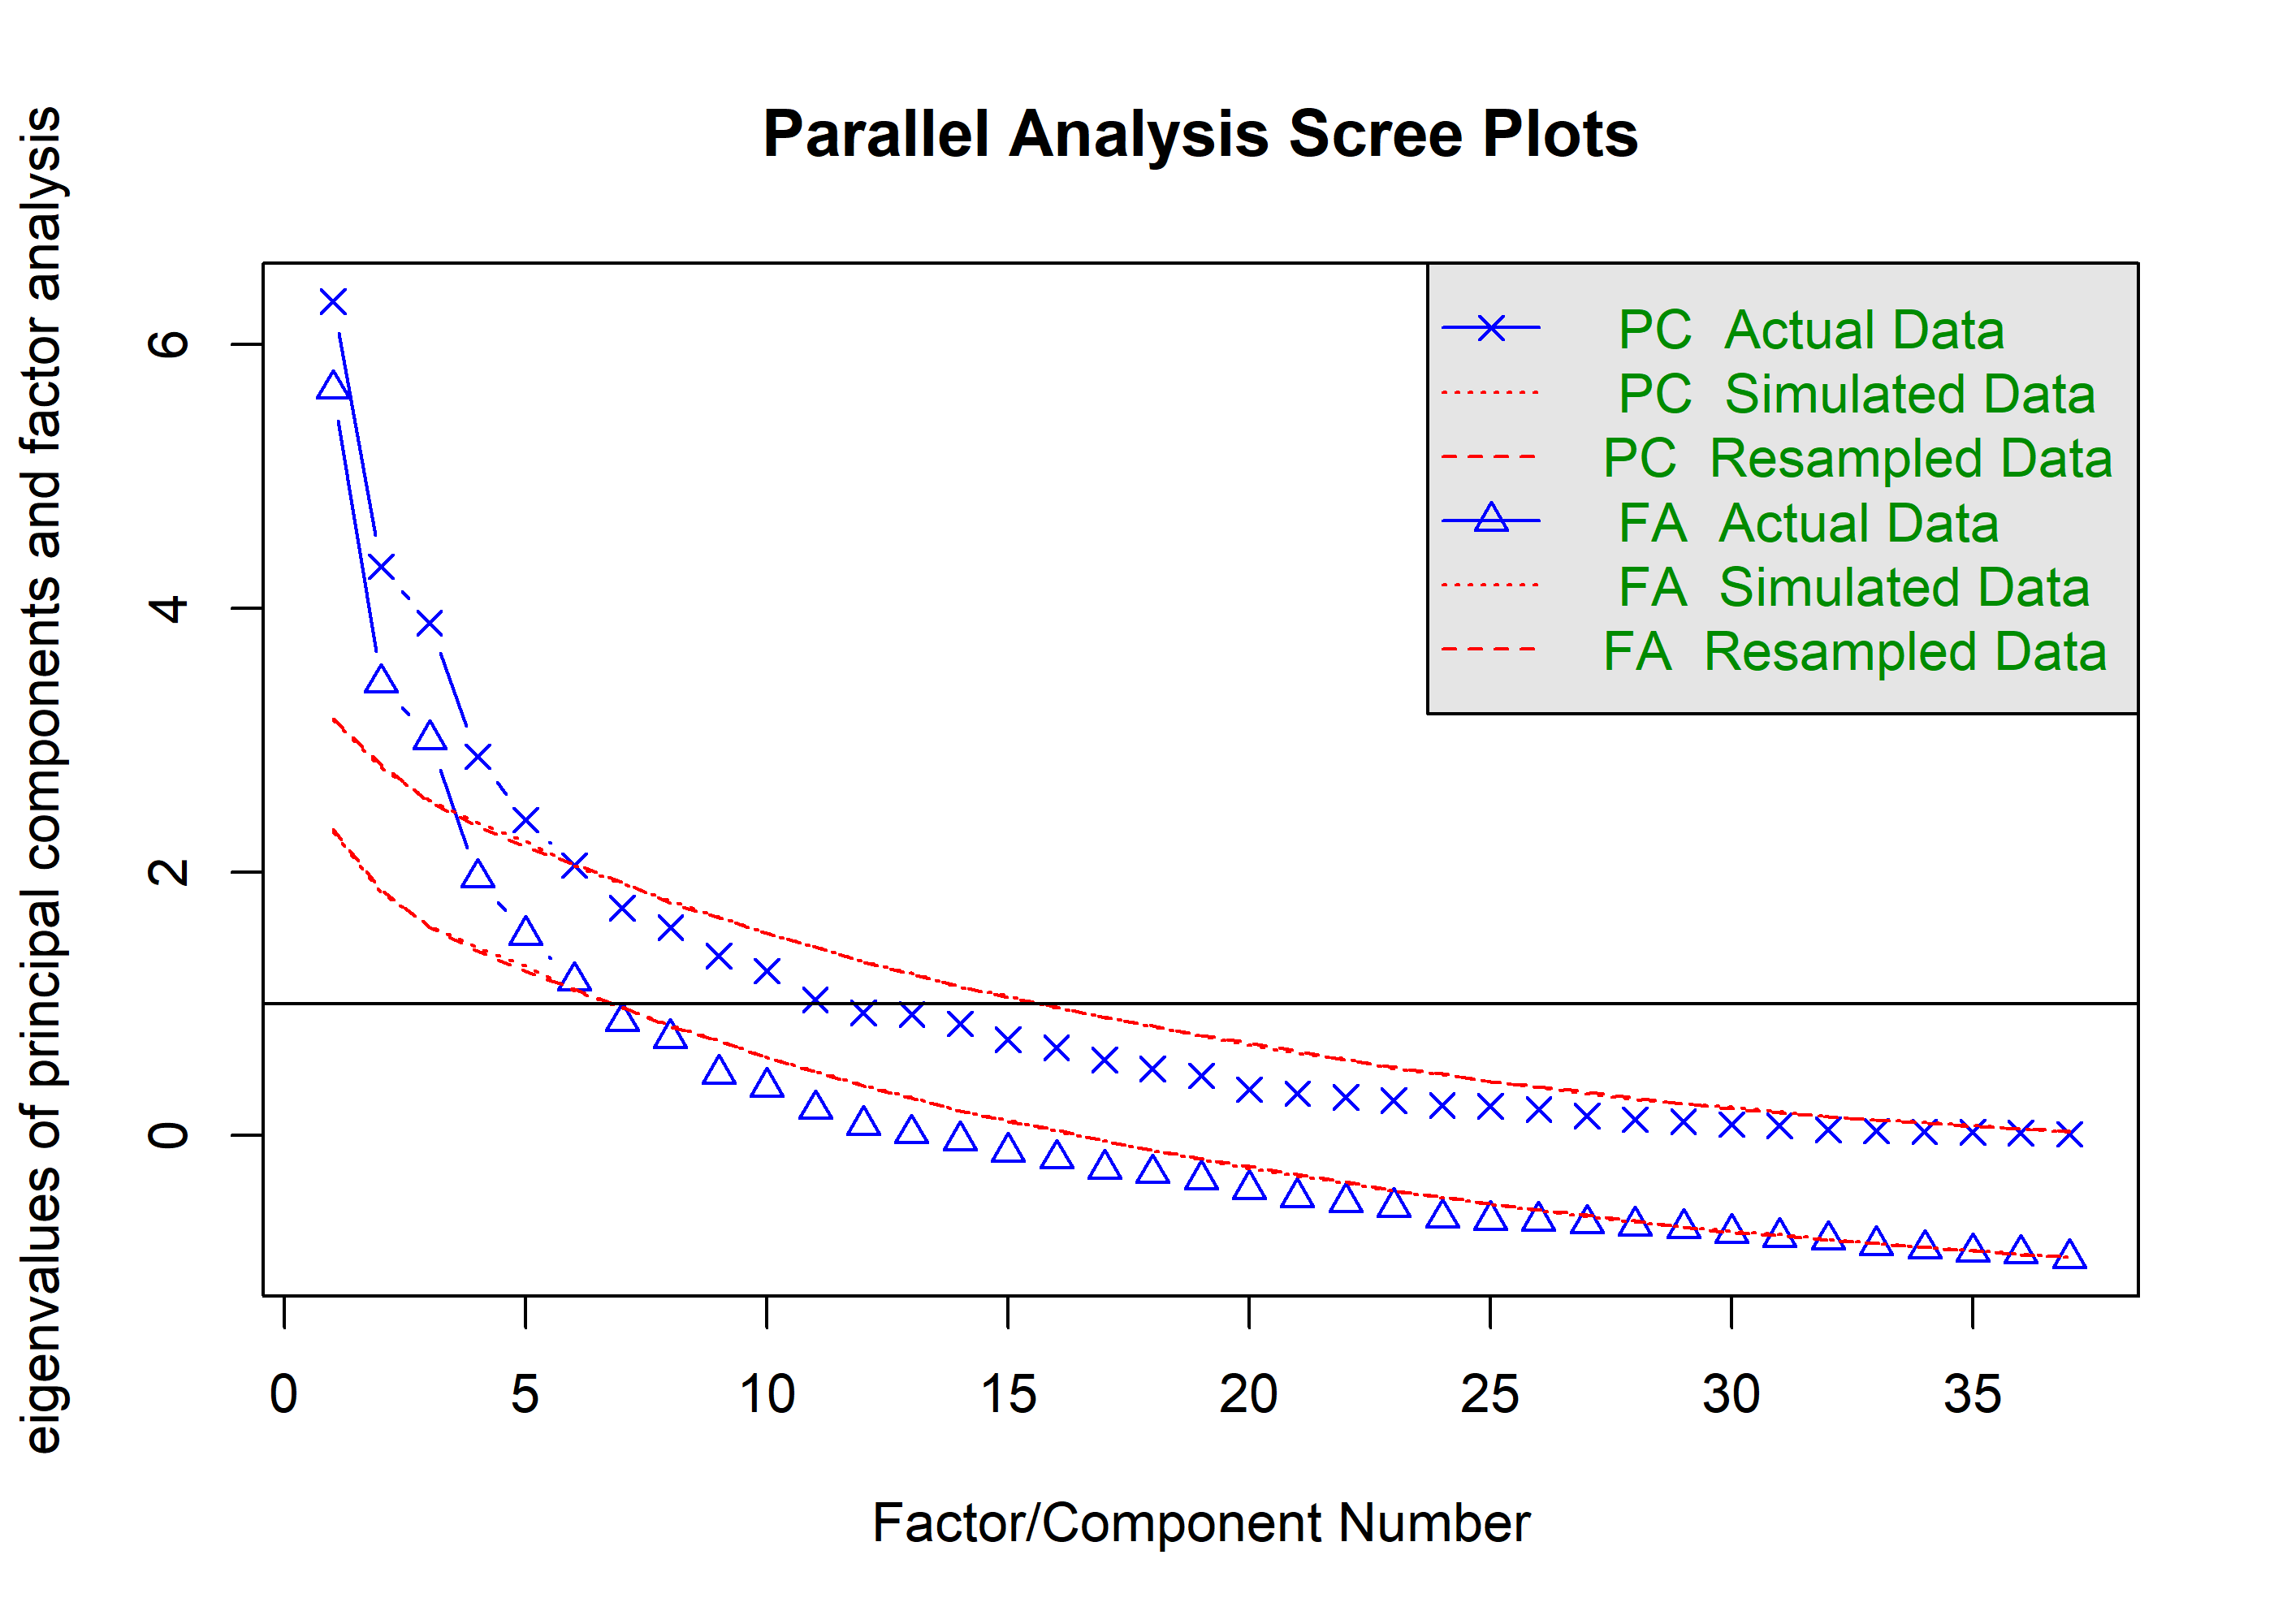 Parallel Analysis Scree Plots
eigenvalues of principal components and factor analysis
6
4
2
0
PC Actual Data
PC Simulated Data
PC Resampled Data
FA Actual Data
FA Simulated Data
FA Resampled Data
0 5 10 15 20 25 30 35
Factor/Component Number